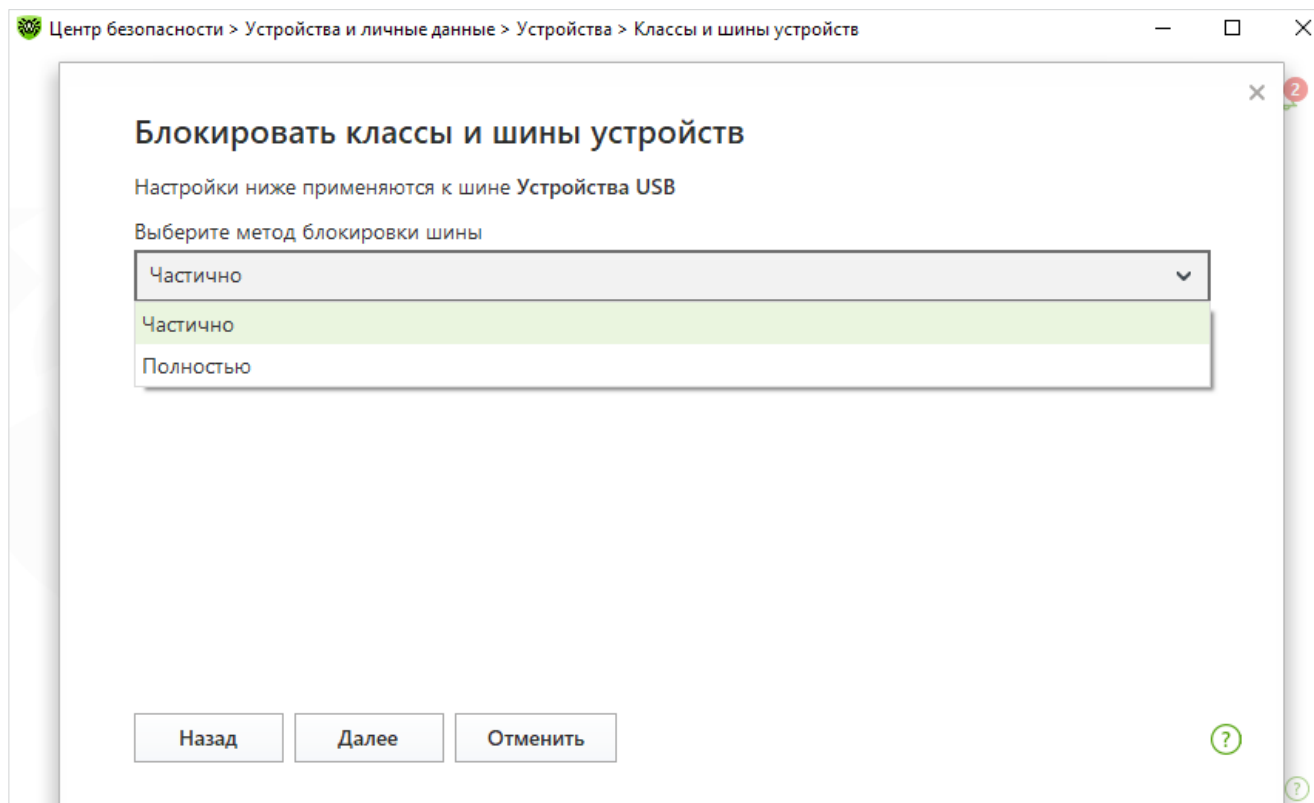 Центр безопасности > Устройства и личные данные > Устройства > Классы и шины устройств
2
Блокировать классы и шины устройств
Настройки ниже применяются к шине Устройства USB
Выберите метод блокировки шины
Частично
Частично
Полностью
Назад Далее Отменить ?
?